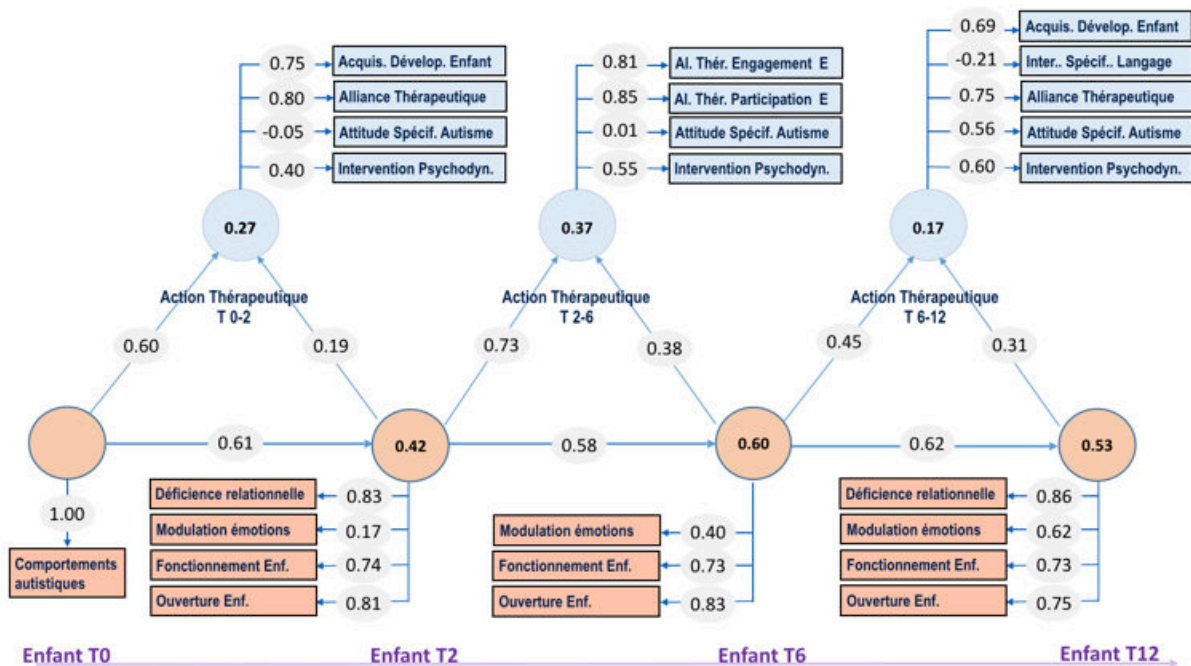 0.75 Acquis. Dévelop. Enfant
0.80 Alliance Thérapeutique
-0.05 Attitude Spécif. Autisme
0.40 Intervention Psychodyn.
0.27
Action Thérapeutique
T 0-2
0.60
0.19
0.81 Al. Thér. Engagement E
0.85 Al. Thér. Participation E
0.01 Attitude Spécif. Autisme
0.55 Intervention Psychodyn.
0.37
Action Thérapeutique
T 2-6
0.73
0.38
0.69 Acquis. Dévelop. Enfant
-0.21 Inter.. Spécif.. Langage
0.75 Alliance Thérapeutique
0.56 Attitude Spécif. Autisme
0.60 Intervention Psychodyn.
0.17
Action Thérapeutique
T 6-12
0.45
0.31
0.61
0.42
0.58
0.60
0.62
0.53
1.00
Comportements
autistiques
Déficience relationnelle 0.83
Modulation émotions 0.17
Fonctionnement Enf. 0.74
Ouverture Enf. 0.81
Modulation émotions 0.40
Fonctionnement Enf. 0.73
Ouverture Enf. 0.83
Déficience relationnelle 0.86
Modulation émotions 0.62
Fonctionnement Enf. 0.73
Ouverture Enf. 0.75
Enfant T0
Enfant T2
Enfant T6
Enfant T12